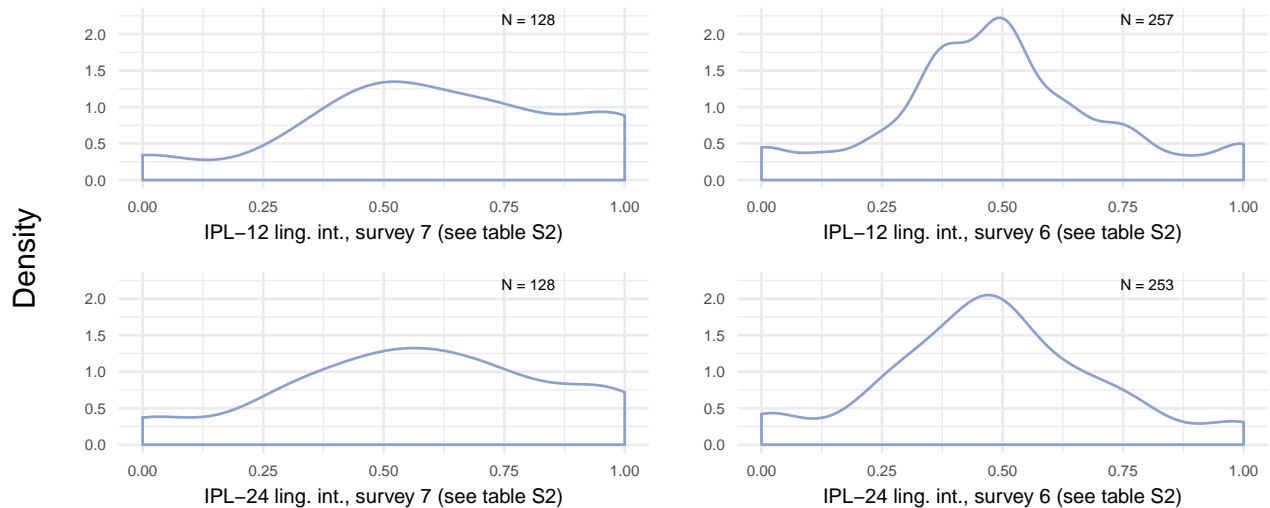 Density
N = 128
2.0
1.5
1.0
0.5
0.0
0.00 0.25 0.50 0.75 1.00
IPL−12 ling. int., survey 7 (see table S2)
N = 257
2.0
1.5
1.0
0.5
0.0
0.00 0.25 0.50 0.75 1.00
IPL−12 ling. int., survey 6 (see table S2)
N = 128
2.0
1.5
1.0
0.5
0.0
0.00 0.25 0.50 0.75 1.00
IPL−24 ling. int., survey 7 (see table S2)
N = 253
2.0
1.5
1.0
0.5
0.0
0.00 0.25 0.50 0.75 1.00
IPL−24 ling. int., survey 6 (see table S2)